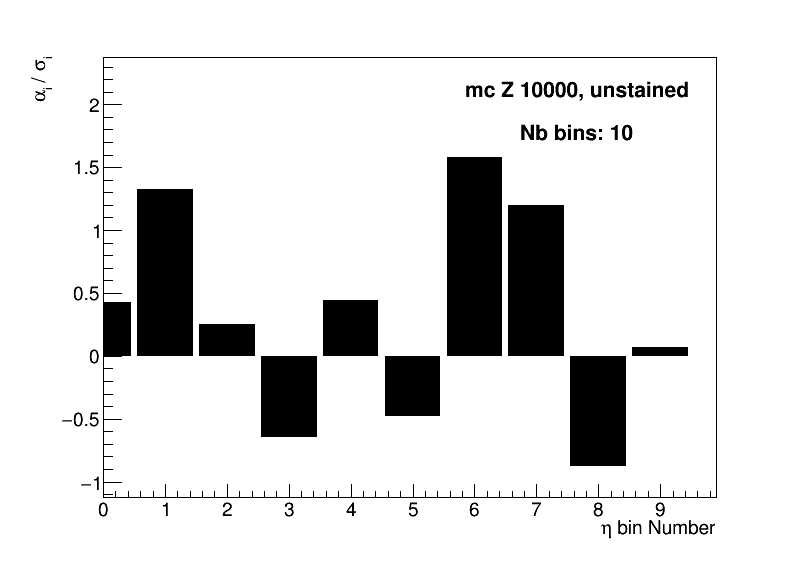 α_i / σ_i
mc Z 10000, unstained
Nb bins: 10
2
1.5
1
0.5
0
−0.5
−1
0 1 2 3 4 5 6 7 8 9
η bin Number